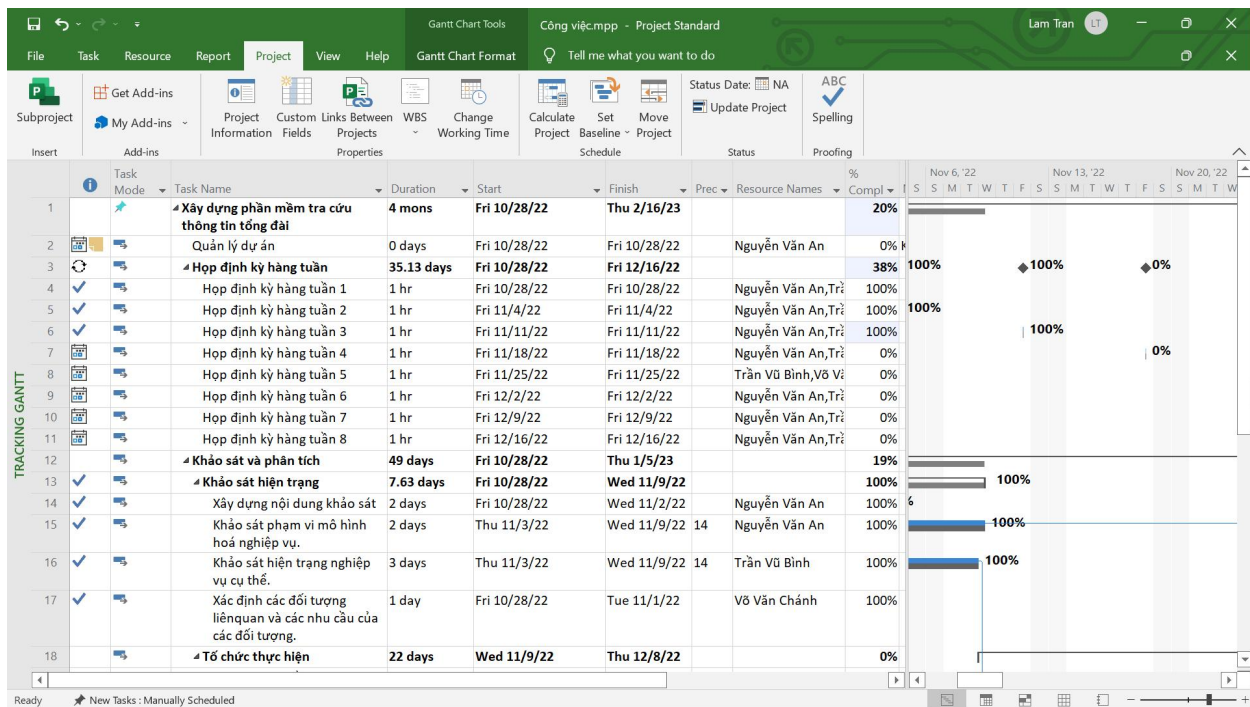 Gantt Chart Tools
Công việc.mpp - Project Standard
Lam Tran
LT
File Task Resource Report Project View Help Gantt Chart Format Tell me what you want to do
Subproject
Insert
Get Add-ins
My Add-ins
Add-ins
Project Information
Custom Fields
Links Between Projects
WBS
Change Working Time
Properties
Calculate Project
Set Baseline
Move Project
Schedule
Status Date: NA
Update Project
Status
ABC
Spelling
Proofing
Task Mode Task Name Duration Start Finish Prec Resource Names % Compl
Nov 6, '22 Nov 13, '22 Nov 20, '22
S S M T W T F S S M T W T F S S M T W
1 Xây dựng phần mềm tra cứu thông tin tổng đài 4 mons Fri 10/28/22 Thu 2/16/23 20%
2 Quản lý dự án 0 days Fri 10/28/22 Fri 10/28/22 Nguyễn Văn An 0%
3 Họp định kỳ hàng tuần 35.13 days Fri 10/28/22 Fri 12/16/22 38% 100% 100% 0%
4 Họp định kỳ hàng tuần 1 1 hr Fri 10/28/22 Fri 10/28/22 Nguyễn Văn An,Trầ 100%
5 Họp định kỳ hàng tuần 2 1 hr Fri 11/4/22 Fri 11/4/22 Nguyễn Văn An,Trầ 100% 100%
6 Họp định kỳ hàng tuần 3 1 hr Fri 11/11/22 Fri 11/11/22 Nguyễn Văn An,Trầ 100% 100%
7 Họp định kỳ hàng tuần 4 1 hr Fri 11/18/22 Fri 11/18/22 Nguyễn Văn An,Trầ 0% 0%
8 Họp định kỳ hàng tuần 5 1 hr Fri 11/25/22 Fri 11/25/22 Trần Vũ Bình,Võ Vă 0%
9 Họp định kỳ hàng tuần 6 1 hr Fri 12/2/22 Fri 12/2/22 Nguyễn Văn An,Trầ 0%
10 Họp định kỳ hàng tuần 7 1 hr Fri 12/9/22 Fri 12/9/22 Nguyễn Văn An,Trầ 0%
11 Họp định kỳ hàng tuần 8 1 hr Fri 12/16/22 Fri 12/16/22 Nguyễn Văn An,Trầ 0%
12 Khảo sát và phân tích 49 days Fri 10/28/22 Thu 1/5/23 19%
13 Khảo sát hiện trạng 7.63 days Fri 10/28/22 Wed 11/9/22 100% 100%
14 Xây dựng nội dung khảo sát 2 days Fri 10/28/22 Wed 11/2/22 Nguyễn Văn An 100%
15 Khảo sát phạm vi mô hình hoá nghiệp vụ. 2 days Thu 11/3/22 Wed 11/9/22 14 Nguyễn Văn An 100% 100%
16 Khảo sát hiện trạng nghiệp vụ cụ thể. 3 days Thu 11/3/22 Wed 11/9/22 14 Trần Vũ Bình 100% 100%
17 Xác định các đối tượng liênquan và các nhu cầu của các đối tượng. 1 day Fri 10/28/22 Tue 11/1/22 Võ Văn Chánh 100%
18 Tổ chức thực hiện 22 days Wed 11/9/22 Thu 12/8/22 0%
TRACKING GANTT
Ready New Tasks : Manually Scheduled